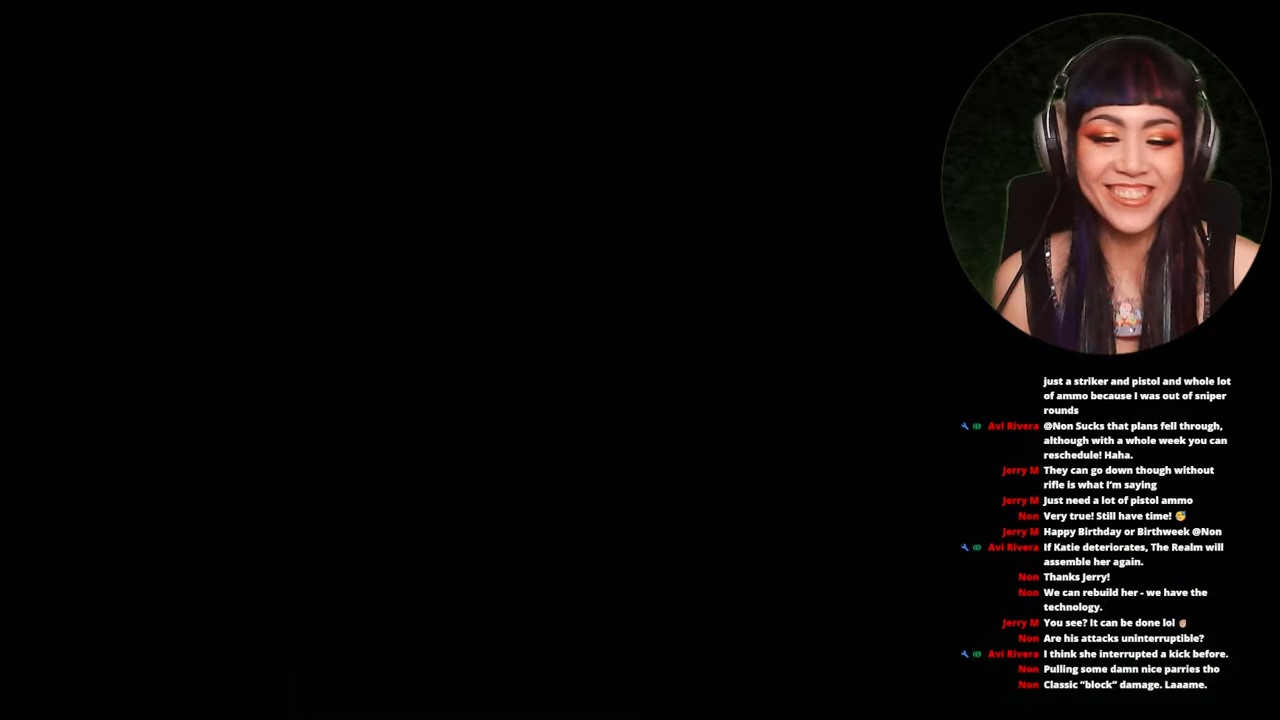 just a striker and pistol and whole lot
of ammo because I was out of sniper
rounds
Avi Rivera @Non Sucks that plans fell through,
although with a whole week you can
reschedule! Haha.
Jerry M They can go down though without
rifle is what I'm saying
Jerry M Just need a lot of pistol ammo
Non Very true! Still have time! 🥳
Jerry M Happy Birthday or Birthweek @Non
Avi Rivera If Katie deteriorates, The Realm will
assemble her again.
Non Thanks Jerry!
Non We can rebuild her - we have the
technology.
Jerry M You see? It can be done lol
Non Are his attacks uninterruptible?
Avi Rivera I think she interrupted a kick before.
Non Pulling some damn nice parries tho
Non Classic “block” damage. Laaame.